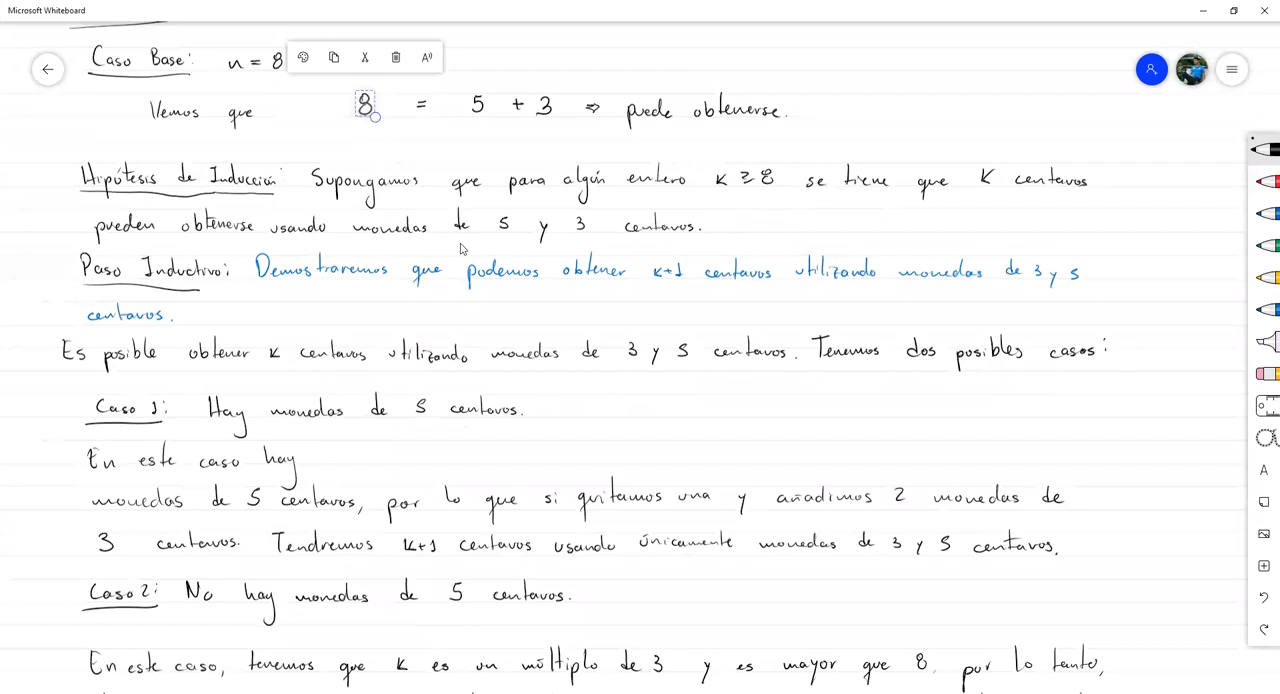 Microsoft Whiteboard
Caso Base: n = 8
Vemos que 8 = 5 + 3 ⇒ puede obtenerse.
Hipótesis de Inducción: Supongamos que para algún entero K ≥ 8 se tiene que K centavos
pueden obtenerse usando monedas de 5 y 3 centavos.
Paso Inductivo: Demostraremos que podemos obtener K+1 centavos utilizando monedas de 3 y 5
centavos.
Es posible obtener K centavos utilizando monedas de 3 y 5 centavos. Tenemos dos posibles casos:
Caso 1: Hay monedas de 5 centavos.
En este caso hay
monedas de 5 centavos, por lo que si quitamos una y añadimos 2 monedas de
3 centavos. Tendremos K+1 centavos usando únicamente monedas de 3 y 5 centavos.
Caso 2: No hay monedas de 5 centavos.
En este caso, tenemos que K es un múltiplo de 3 y es mayor que 8, por lo tanto,